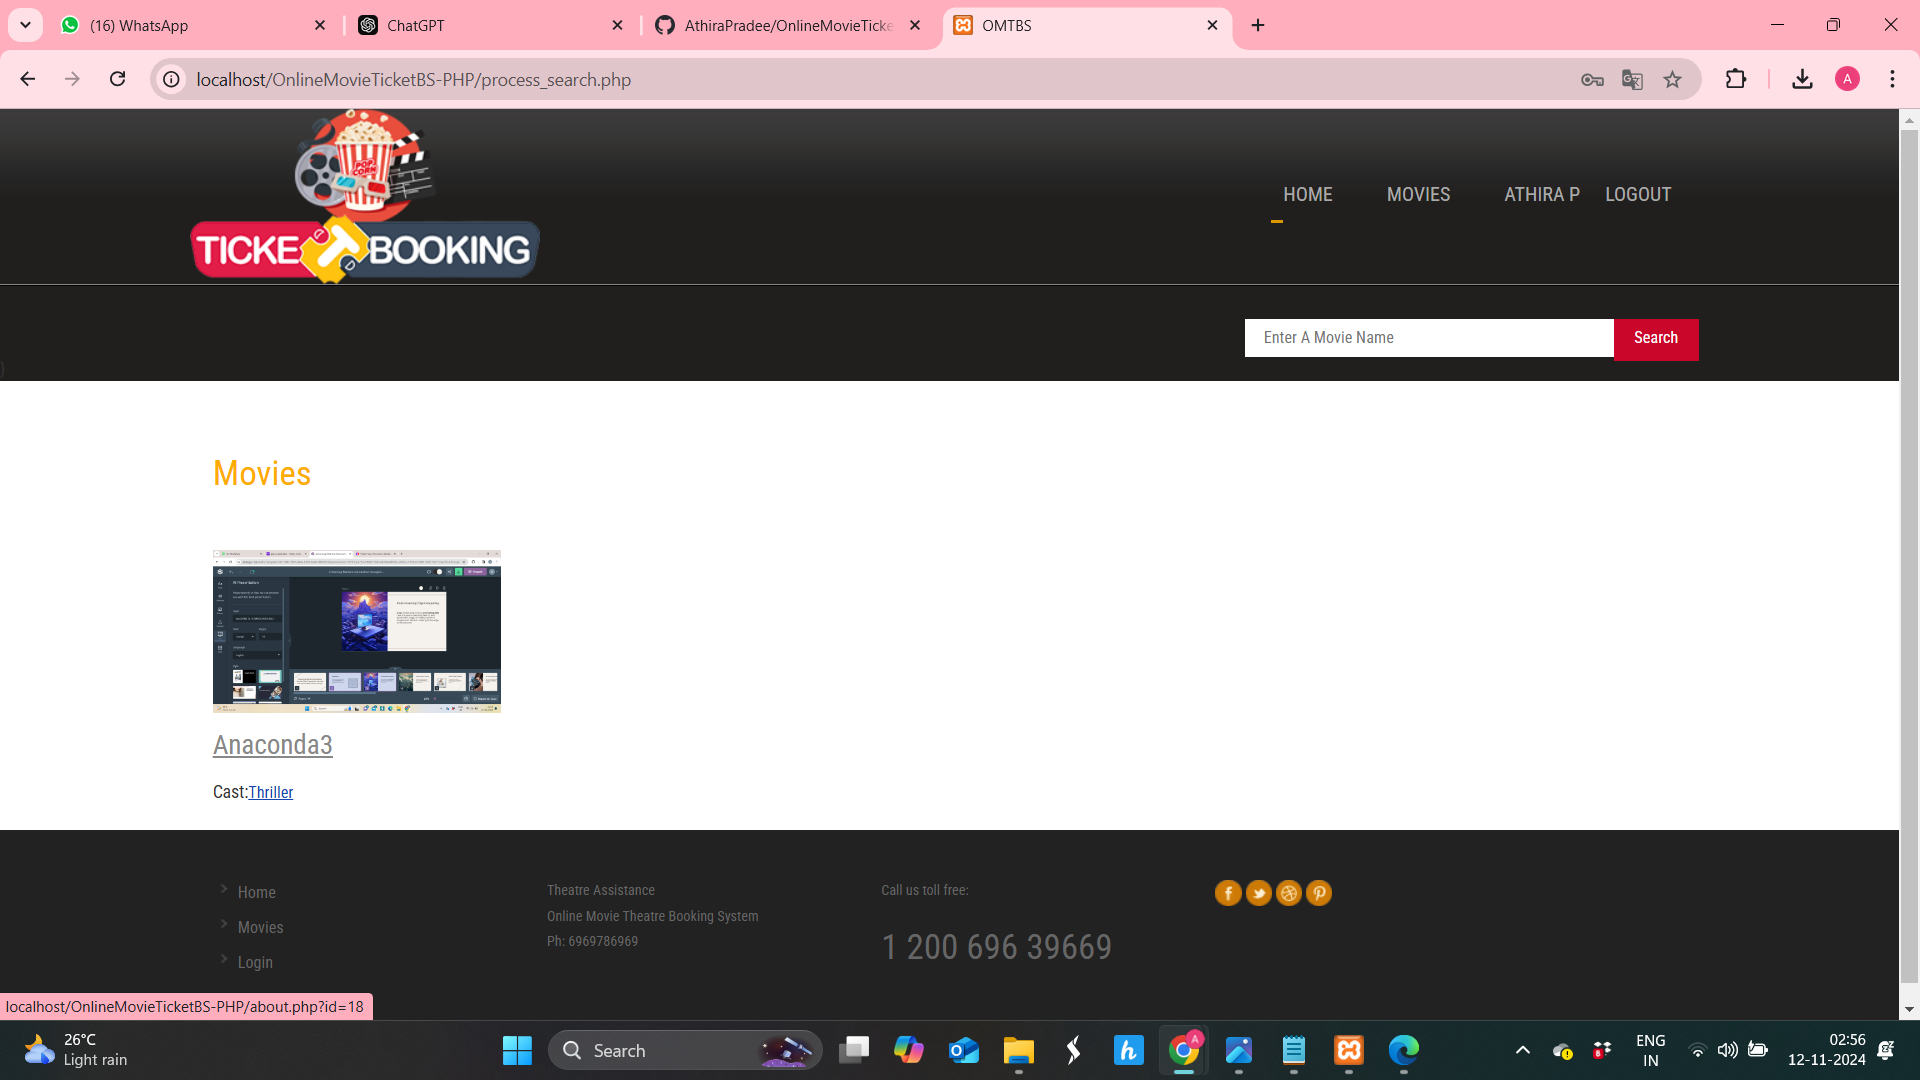 (16) WhatsApp
ChatGPT
AthiraPradee/OnlineMovieTicke
OMTBS
localhost/OnlineMovieTicketBS-PHP/process_search.php
A
POP CORN
TICKETBOOKING
HOME MOVIES ATHIRA P LOGOUT
Enter A Movie Name Search
}
Movies
Anaconda3
Cast:Thriller
Home
Movies
Login
Theatre Assistance
Online Movie Theatre Booking System
Ph: 6969786969
Call us toll free:
1 200 696 39669
localhost/OnlineMovieTicketBS-PHP/about.php?id=18
26°C
Light rain
Search
ENG
IN
02:56
12-11-2024